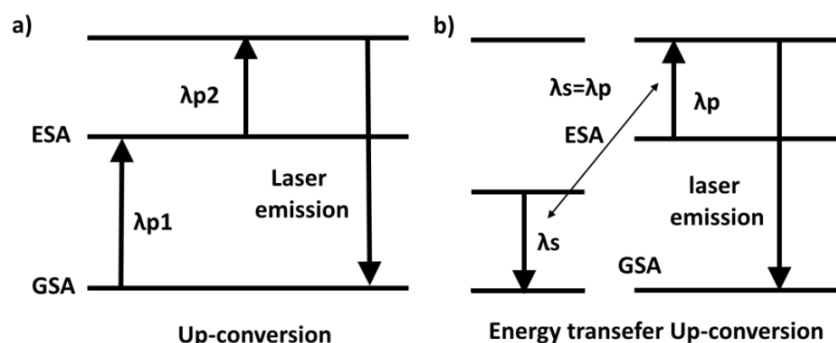 a)
ESA
GSA
λp1
λp2
Laser
emission
Up-conversion
b)
λs=λp
ESA
λp
λs
GSA
laser
emission
Energy transefer Up-conversion